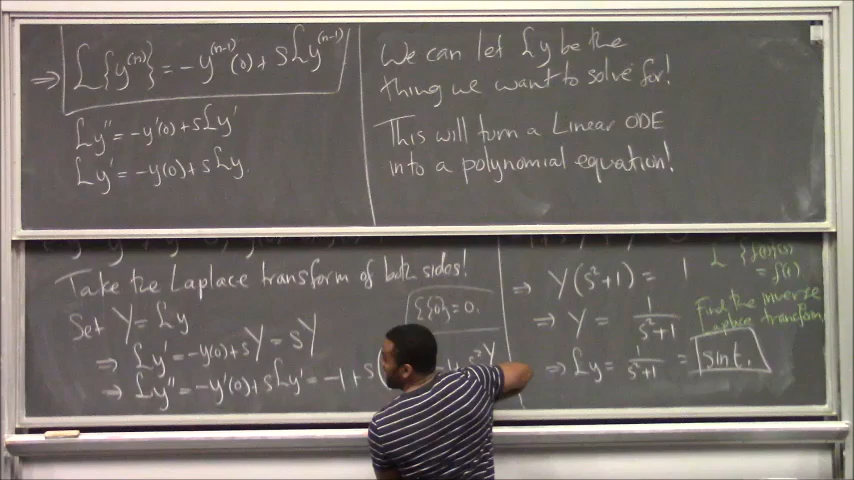 ⇒ ℒ{y⁽ⁿ⁾} = -y⁽ⁿ⁻¹⁾(0) + sℒy⁽ⁿ⁻¹⁾
ℒy'' = -y'(0) + sℒy'
ℒy' = -y(0) + sℒy
We can let ℒy be the
thing we want to solve for!
This will turn a Linear ODE
into a polynomial equation!
Take the Laplace transform of both sides!
ℒ{0} = 0.
Set Y = ℒy
⇒ ℒy' = -y(0) + sY = sY
⇒ ℒy'' = -y'(0) + sℒy' = -1 + s
⇒ Y(s²+1) = 1
⇒ Y = 1/(s²+1)
⇒ ℒy = 1/(s²+1) = sint.
= f(t)
Find the inverse
Laplace transform